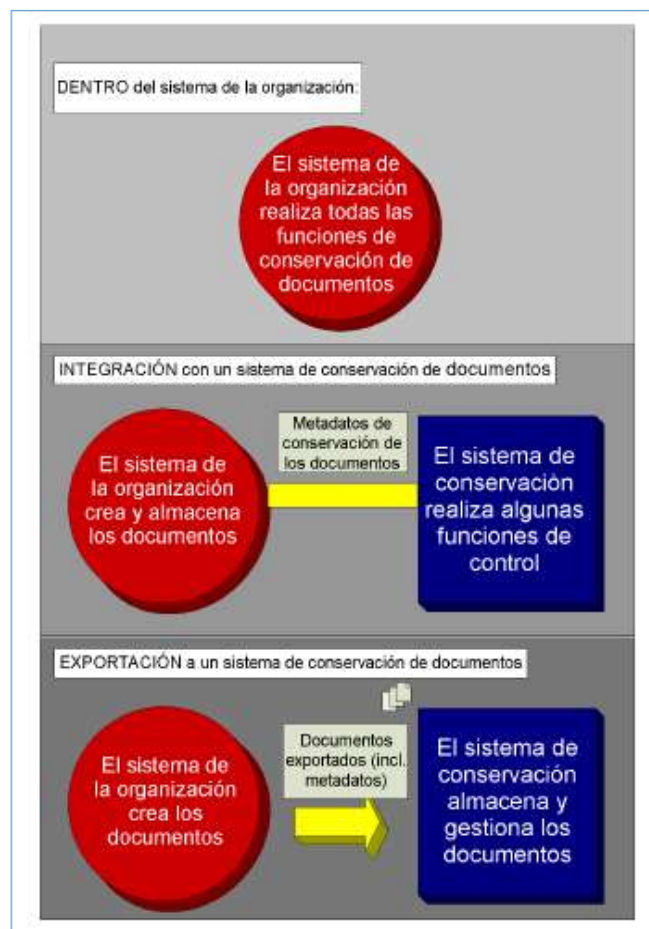 DENTRO del sistema de la organización:
El sistema de
la organización
realiza todas las
funciones de
conservación de
documentos
INTEGRACIÓN con un sistema de conservación de documentos
El sistema de
la organización
crea y almacena
los documentos
Metadatos de
conservación de
los documentos
El sistema de
conservaciòn
realiza algunas
funciones de
control
EXPORTACIÓN a un sistema de conservación de documentos
El sistema de
la organización
crea los
documentos
Documentos
exportados (incl.
metadatos)
El sistema de
conservación
almacena y
gestiona los
documentos